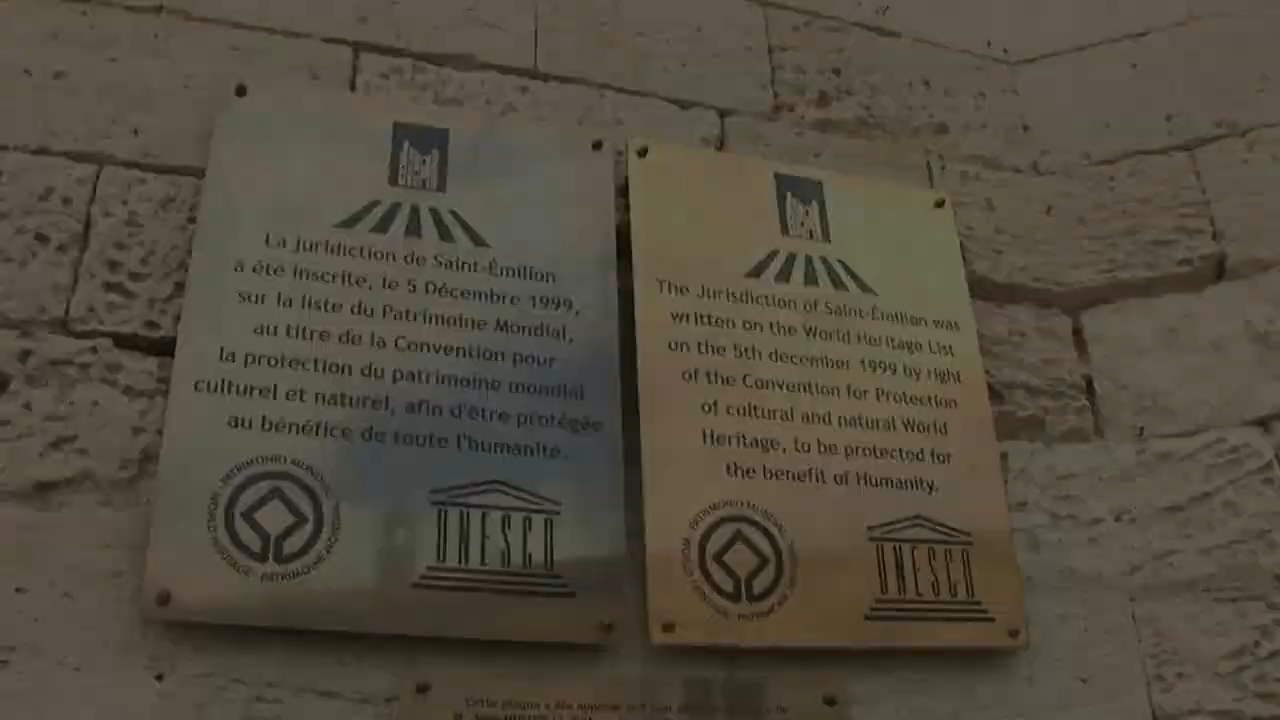 La juridiction de Saint-Émilion
a été inscrite, le 5 Décembre 1999,
sur la liste du Patrimoine Mondial,
au titre de la Convention pour
la protection du patrimoine mondial
culturel et naturel, afin d'être protégée
au bénéfice de toute l'humanité.
PATRIMONIO MUNDIAL · WORLD HERITAGE · PATRIMOINE MONDIAL
UNESCO
The Jurisdiction of Saint-Émilion was
written on the World Heritage List
on the 5th december 1999 by right
of the Convention for Protection
of cultural and natural World
Heritage, to be protected for
the benefit of Humanity.
PATRIMONIO MUNDIAL
UNESCO
Cette plaque a été apposée